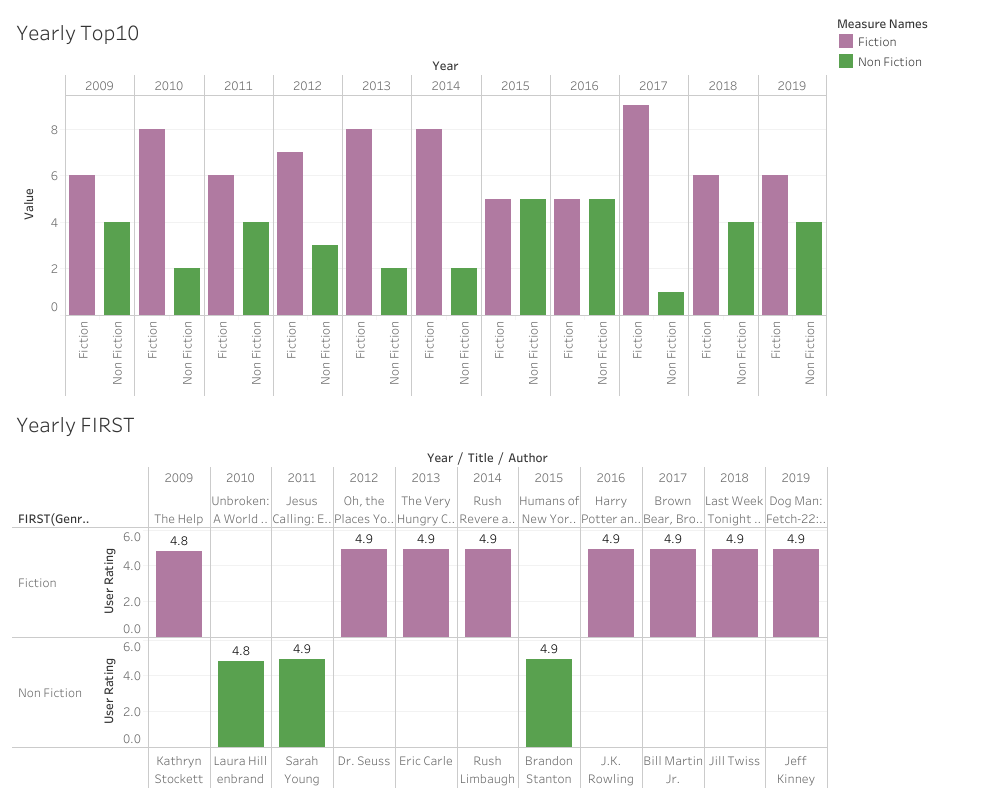 Yearly Top10
Measure Names
Fiction
Non Fiction
Year
2009 2010 2011 2012 2013 2014 2015 2016 2017 2018 2019
Value
8
6
4
2
0
Fiction Non Fiction Fiction Non Fiction Fiction Non Fiction Fiction Non Fiction Fiction Non Fiction Fiction Non Fiction Fiction Non Fiction Fiction Non Fiction Fiction Non Fiction Fiction Non Fiction Fiction Non Fiction
Yearly FIRST
Year / Title / Author
2009 2010 2011 2012 2013 2014 2015 2016 2017 2018 2019
Unbroken: Jesus Oh, the The Very Rush Humans of Harry Brown Last Week Dog Man:
FIRST(Genr.. The Help A World .. Calling: E.. Places Yo.. Hungry C.. Revere a.. New Yor.. Potter an.. Bear, Bro.. Tonight .. Fetch-22:..
Fiction
User Rating
6.0
4.0
2.0
0.0
4.8 4.9 4.9 4.9 4.9 4.9 4.9 4.9
Non Fiction
User Rating
6.0
4.0
2.0
0.0
4.8 4.9 4.9
Kathryn Laura Hill Sarah Dr. Seuss Eric Carle Rush Brandon J.K. Bill Martin Jill Twiss Jeff
Stockett enbrand Young Limbaugh Stanton Rowling Jr. Kinney